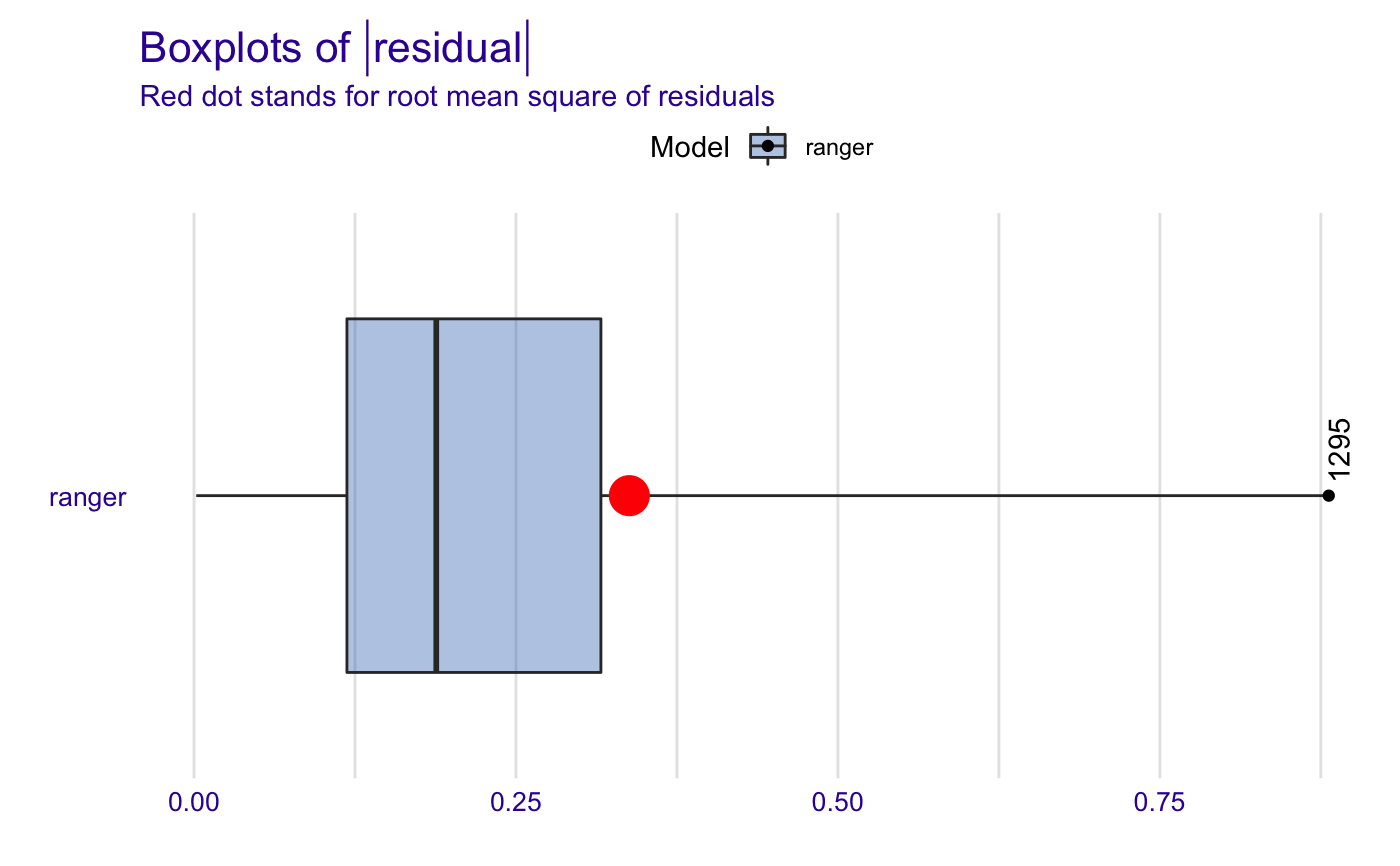 Boxplots of |residual|
Red dot stands for root mean square of residuals
Model ranger
1295
ranger
0.00 0.25 0.50 0.75